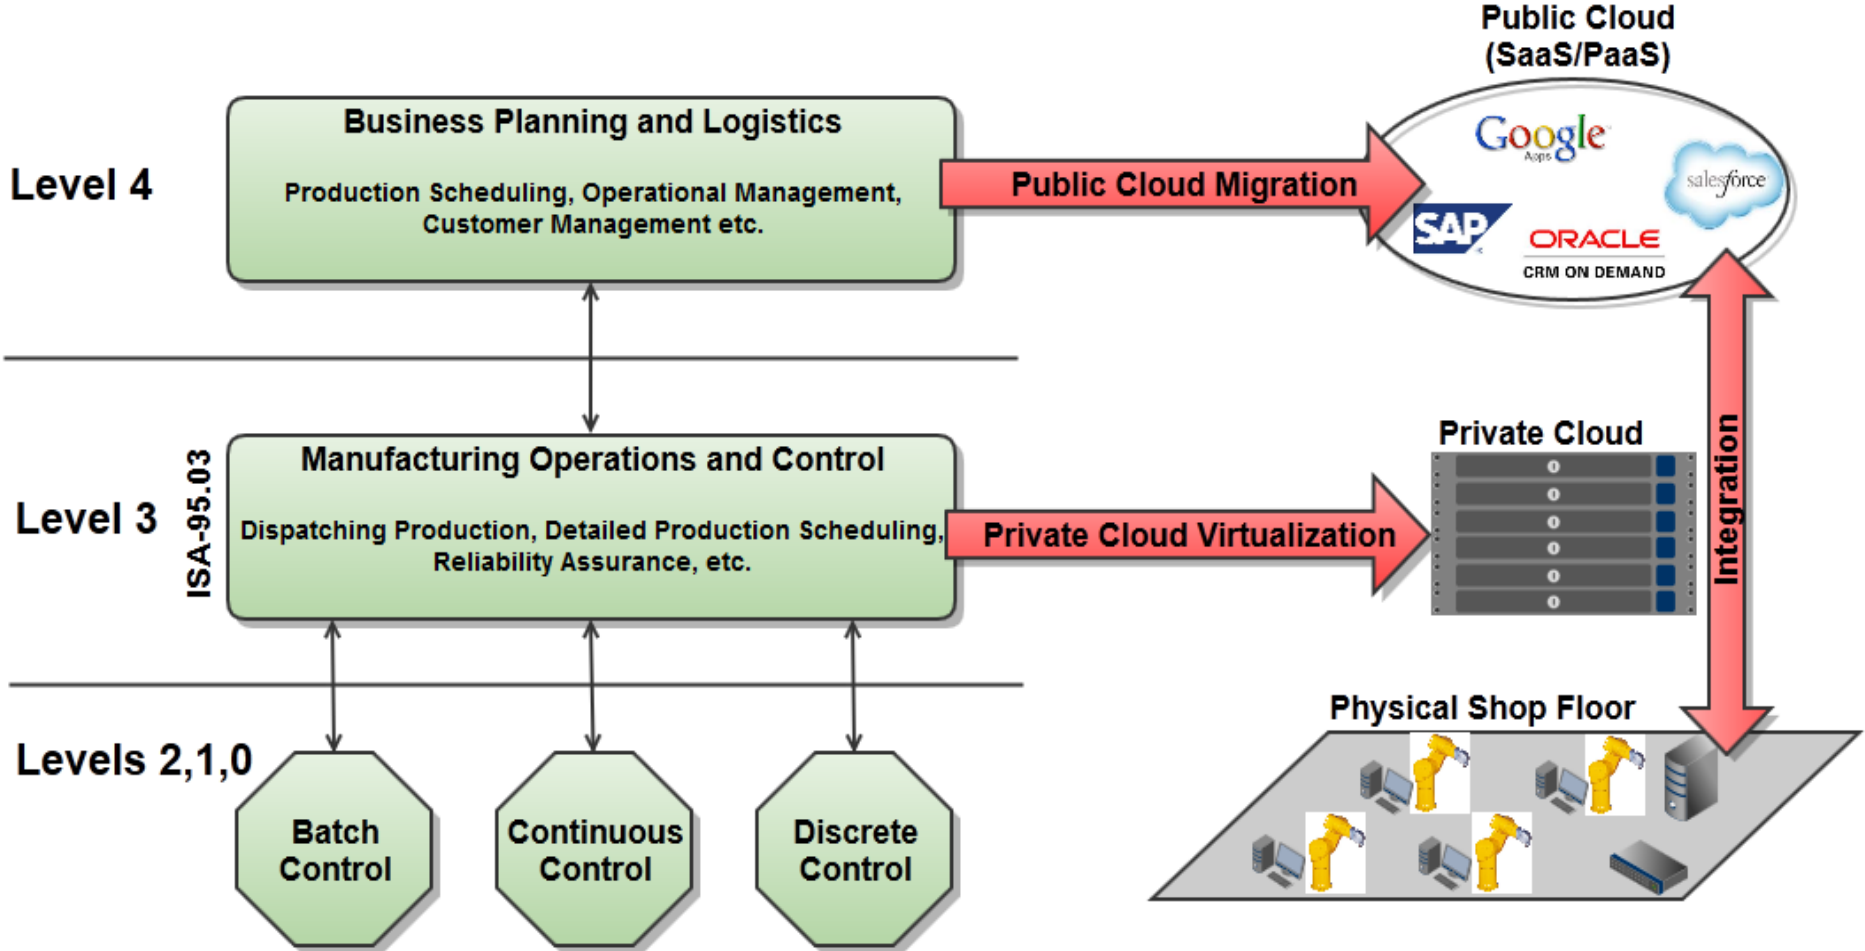 Public Cloud
(SaaS/PaaS)
Level 4
Business Planning and Logistics
Production Scheduling, Operational Management,
Customer Management etc.
Public Cloud Migration
Google
Apps
salesforce
SAP
ORACLE
CRM ON DEMAND
Level 3
ISA-95.03
Manufacturing Operations and Control
Dispatching Production, Detailed Production Scheduling,
Reliability Assurance, etc.
Private Cloud Virtualization
Private Cloud
Integration
Levels 2,1,0
Batch
Control
Continuous
Control
Discrete
Control
Physical Shop Floor